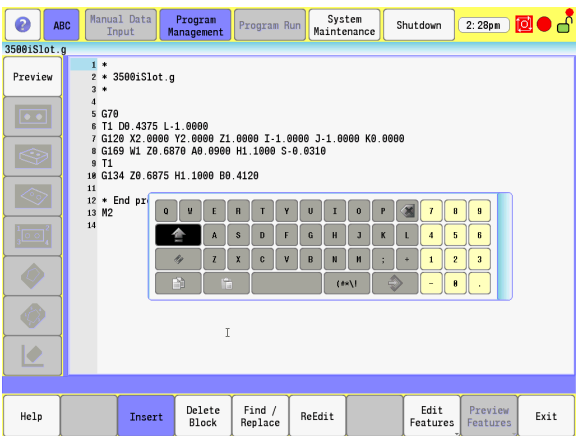 ? ABC Manual Data Input Program Management Program Run System Maintenance Shutdown 2:28pm
3500iSlot.g
Preview
1 *
2 * 3500iSlot.g
3 *
4
5 G70
6 T1 D0.4375 L-1.0000
7 G120 X2.0000 Y2.0000 Z1.0000 I-1.0000 J-1.0000 K0.0000
8 G169 W1 Z0.6870 A0.0900 H1.1000 S-0.0310
9 T1
10 G134 Z0.6875 H1.1000 B0.4120
11
12 * End pr
13 M2
14
Q W E R T Y U I O P 7 8 9
A S D F G H J K L 4 5 6
Z X C V B N M ; + 1 2 3
(#*\! - 0 .
Help Insert Delete Block Find / Replace ReEdit Edit Features Preview Features Exit